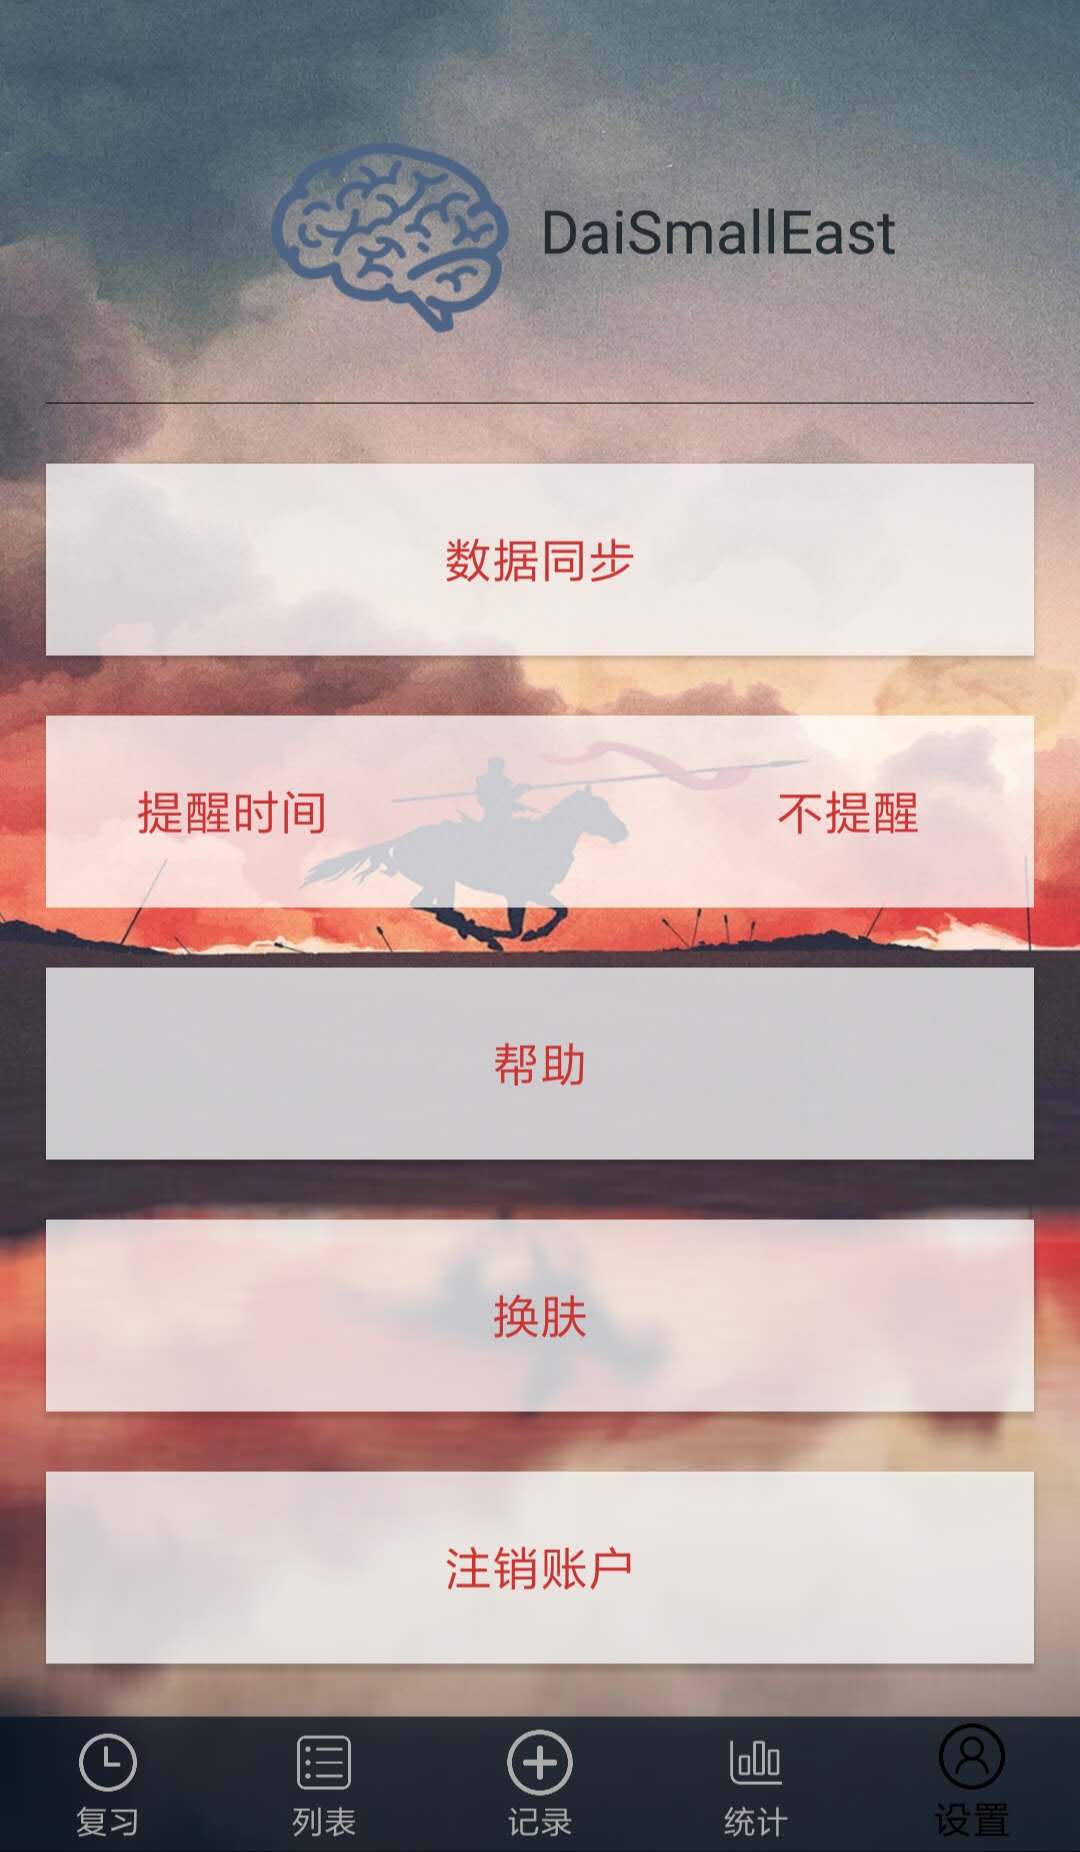 DaiSmallEast
数据同步
提醒时间 不提醒
帮助
换肤
注销账户
复习 列表 记录 统计 设置